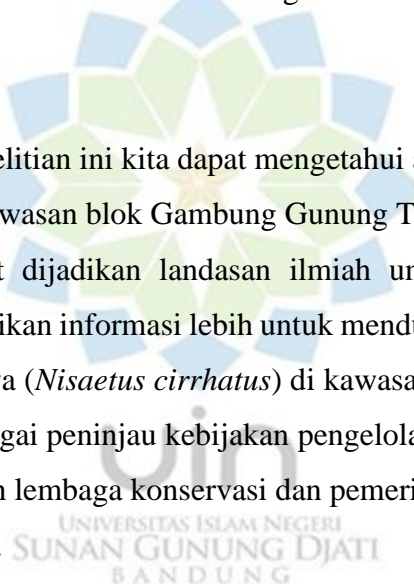 elitian ini kita dapat mengetahui
wasan blok Gambung Gunung T
dijadikan landasan ilmiah
ikan informasi lebih untuk mendu
a (Nisaetus cirrhatus) di kawasa
gai peninjau kebijakan pengelola
lembaga konservasi dan pemeri
uin
UNIVERSITAS ISLAM NEGERI
SUNAN GUNUNG DJATI
BANDUNG